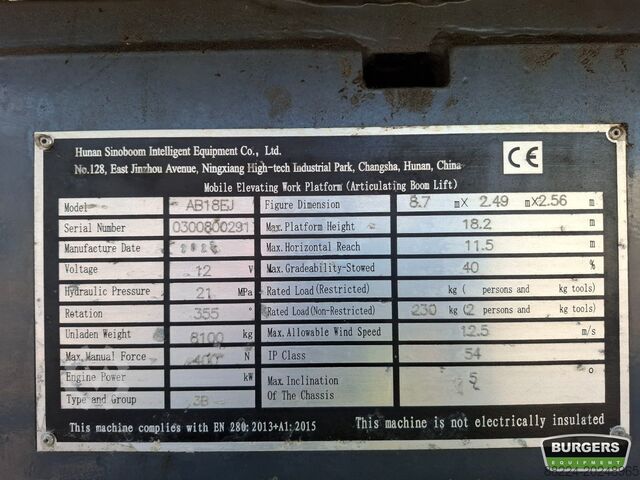 Hunan Sinoboom Intelligent Equipment Co., Ltd.
No.128, East Jinzhou Avenue, Ningxiang High-tech Industrial Park, Changsha, Hunan, China
CE
Mobile Elevating Work Platform (Articulating Boom Lift)
Model AB18EJ Figure Dimension 8.7 m X 2.49 m X 2.56 m
Serial Number 0300800291 Max. Platform Height 18.2 m
Manufacture Date Max. Horizontal Reach 11.5 m
Voltage 12 V Max. Gradeability-Stowed 40 %
Hydraulic Pressure 21 MPa Rated Load(Restricted) kg ( persons and kg tools)
Rotation 355 ° Rated Load(Non-Restricted) 230 kg (2 persons and kg tools)
Unladen Weight 8100 kg Max. Allowable Wind Speed 12.5 m/s
Max. Manual Force 400 N IP Class 54
Engine Power kW Max. Inclination Of The Chassis 5 °
Type and Group 3B
This machine complies with EN 280:2013+A1:2015 This machine is not electrically insulated
BURGERS
EQUIPMENT